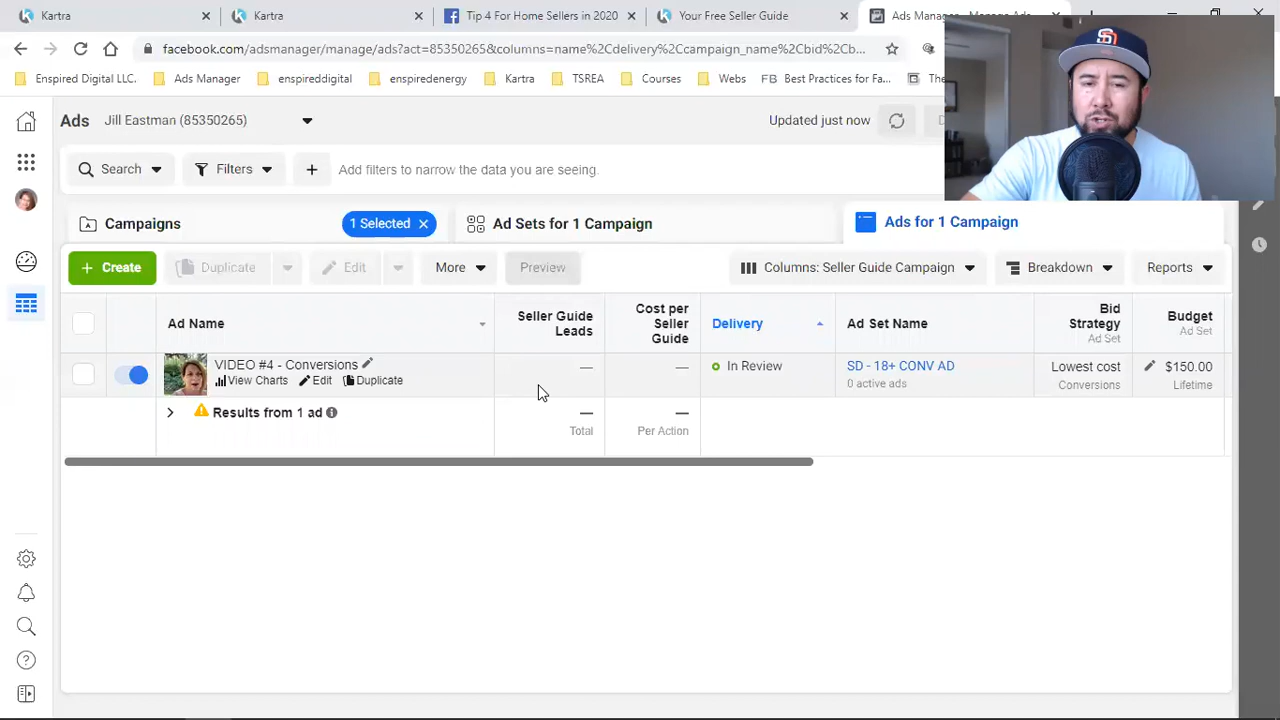 Kartra
Kartra
Tip 4 For Home Sellers in 2020
Your Free Seller Guide
Ads Manager - Manage Ads
facebook.com/adsmanager/manage/ads?act=85350265&columns=name%2Cdelivery%2Ccampaign_name%2Cbid%2Cb...
Enspired Digital LLC.
Ads Manager
enspireddigital
enspiredenergy
Kartra
TSREA
Courses
Webs
FB Best Practices for Fa...
The
Ads
Jill Eastman (85350265)
Updated just now
D
Search
Filters
Add filters to narrow the data you are seeing.
Campaigns
1 Selected
Ad Sets for 1 Campaign
Ads for 1 Campaign
Create
Duplicate
Edit
More
Preview
Columns: Seller Guide Campaign
Breakdown
Reports
Ad Name
Seller Guide
Leads
Cost per
Seller
Guide
Delivery
Ad Set Name
Bid
Strategy
Ad Set
Budget
Ad Set
VIDEO #4 - Conversions
View Charts
Edit
Duplicate
—
—
In Review
SD - 18+ CONV AD
0 active ads
Lowest cost
Conversions
$150.00
Lifetime
Results from 1 ad
—
Total
—
Per Action